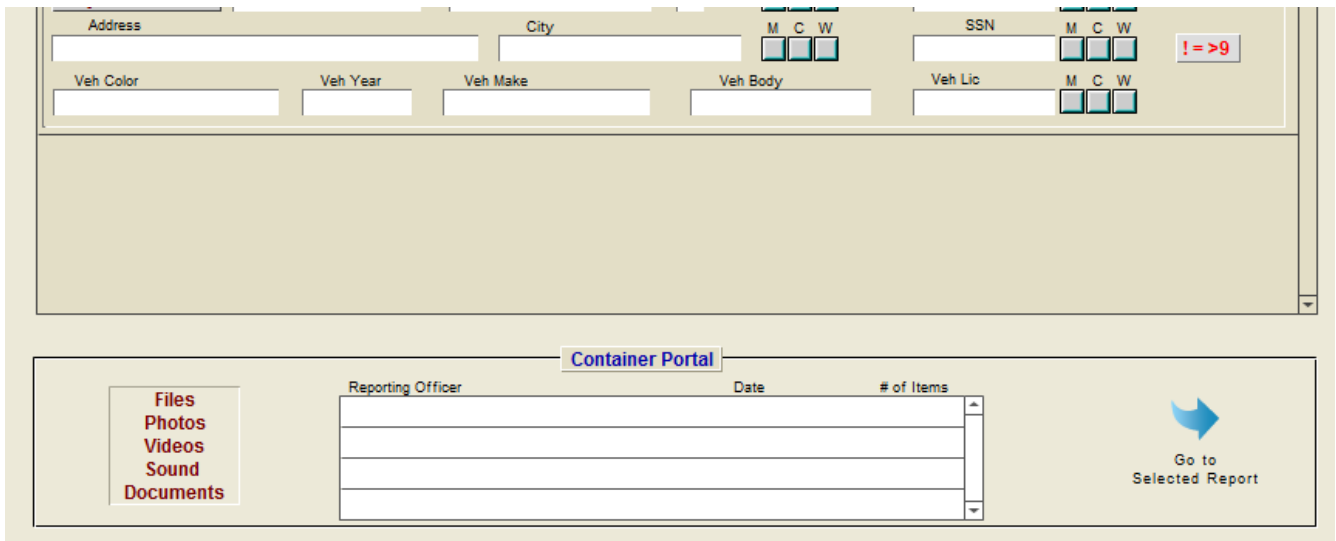 Address City M C W SSN M C W
! = >9
Veh Color Veh Year Veh Make Veh Body Veh Lic M C W
Container Portal
Files
Photos
Videos
Sound
Documents
Reporting Officer Date # of Items
Go to
Selected Report